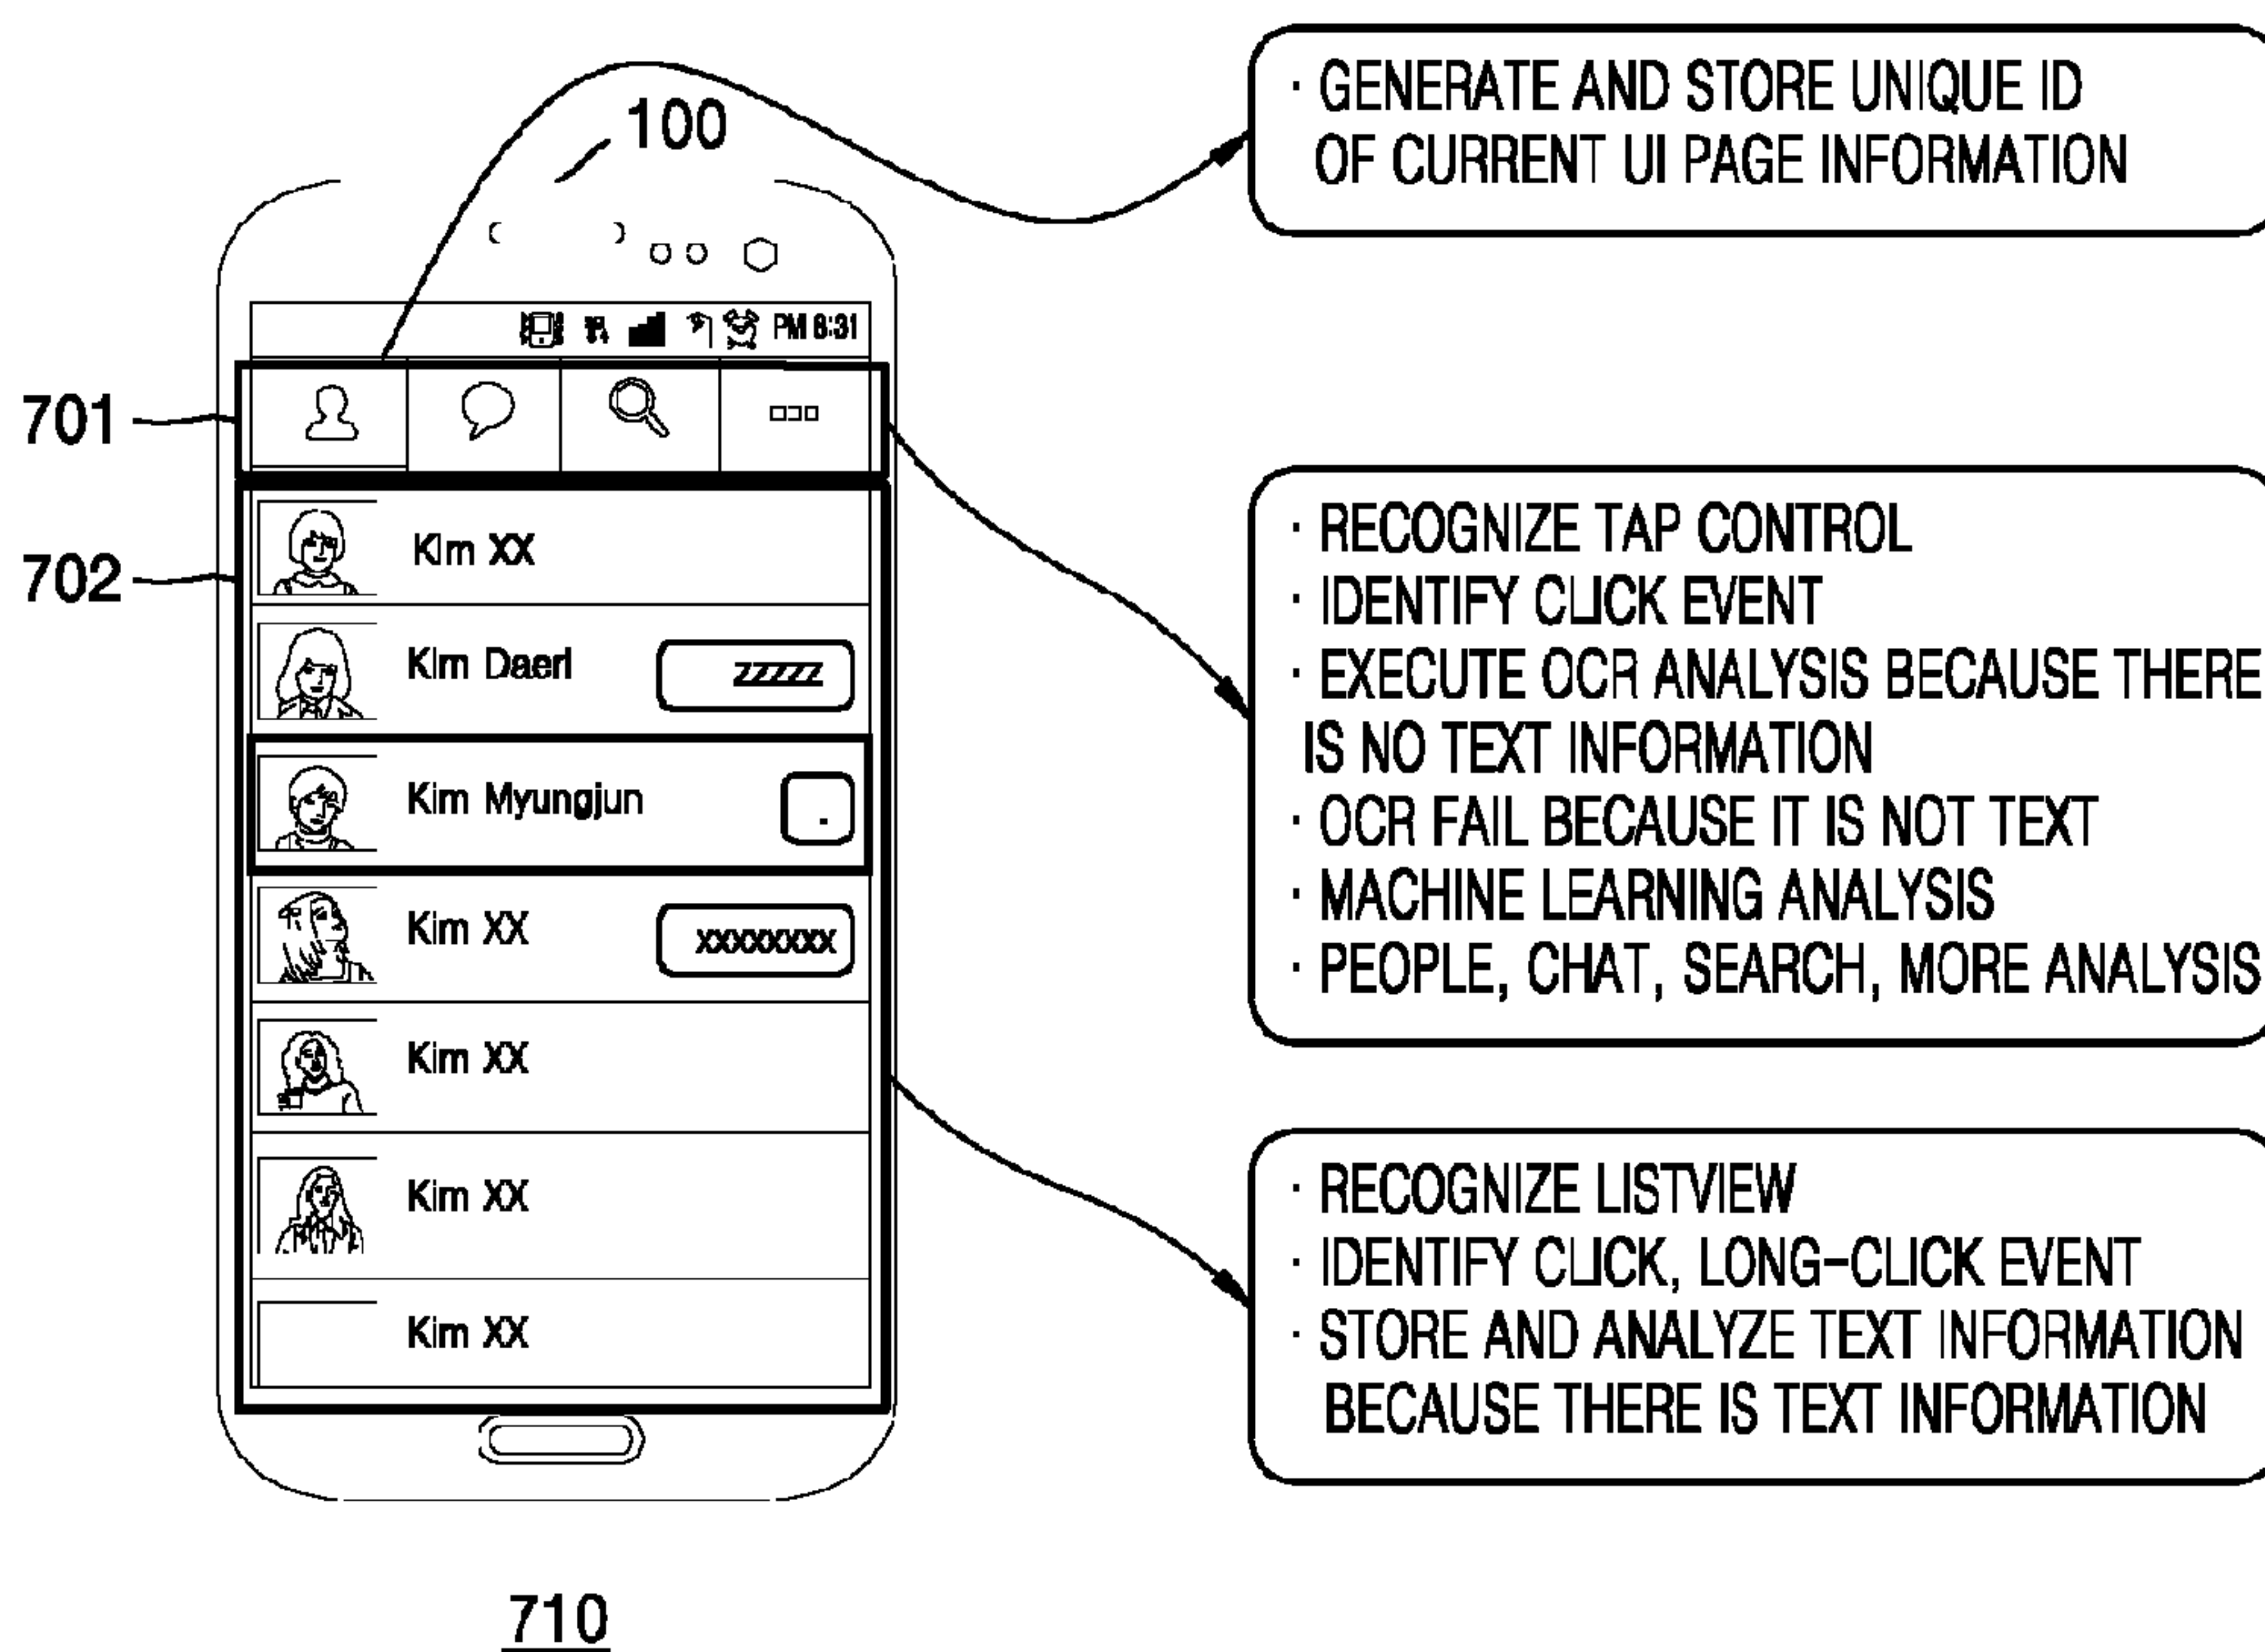 100
· GENERATE AND STORE UNIQUE ID
OF CURRENT UI PAGE INFORMATION
PM 8:31
701
702
Kim XX
Kim Daeri
zzzzz
Kim Myungjun
.
Kim XX
XXXXXXXX
Kim XX
Kim XX
Kim XX
· RECOGNIZE TAP CONTROL
· IDENTIFY CLICK EVENT
· EXECUTE OCR ANALYSIS BECAUSE THERE
IS NO TEXT INFORMATION
· OCR FAIL BECAUSE IT IS NOT TEXT
· MACHINE LEARNING ANALYSIS
· PEOPLE, CHAT, SEARCH, MORE ANALYSIS
· RECOGNIZE LISTVIEW
· IDENTIFY CLICK, LONG-CLICK EVENT
· STORE AND ANALYZE TEXT INFORMATION
BECAUSE THERE IS TEXT INFORMATION
710